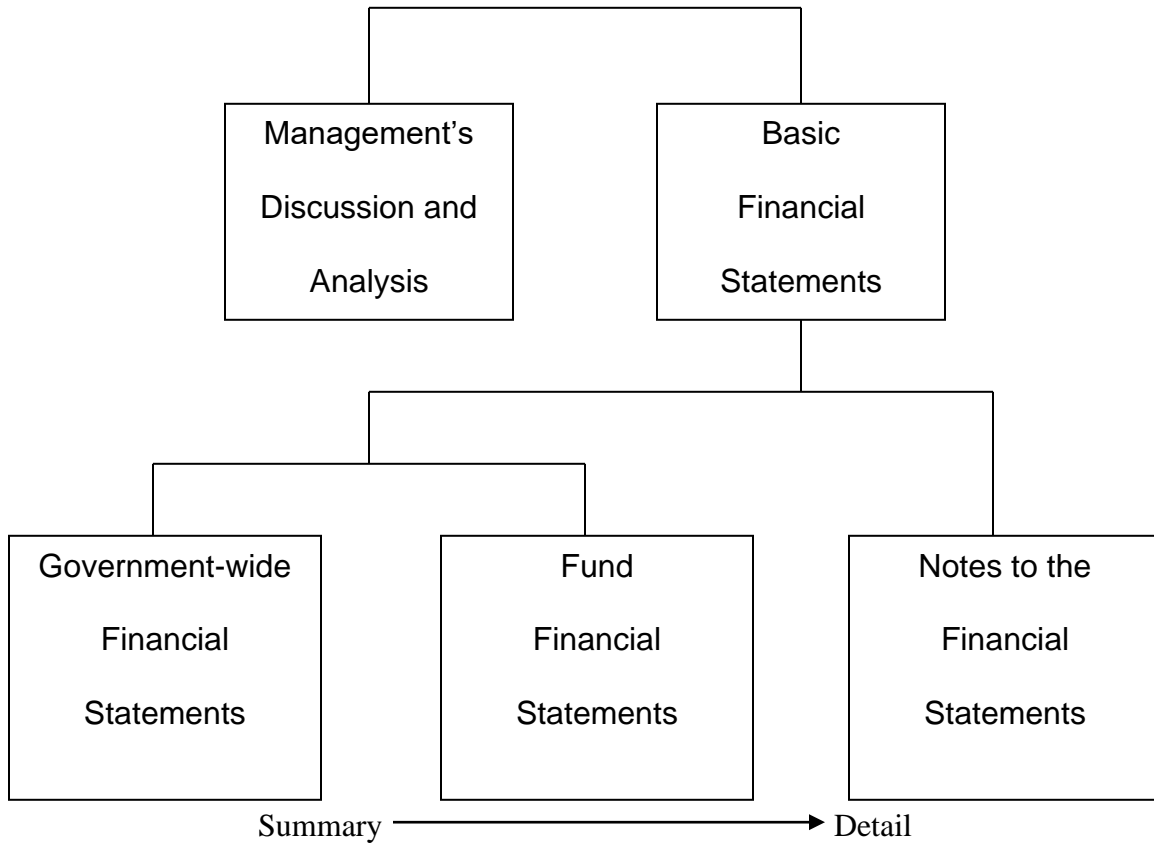 Management’s
Discussion and
Analysis
Basic
Financial
Statements
Government-wide
Financial
Statements
Fund
Financial
Statements
Notes to the
Financial
Statements
Summary
Detail